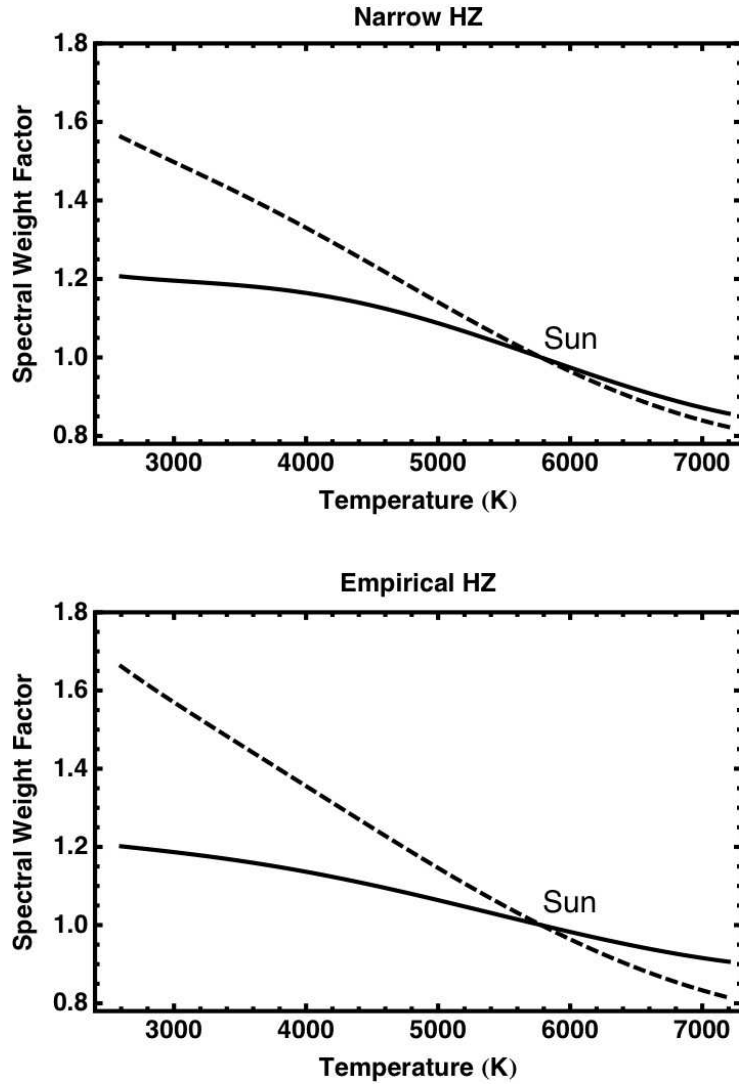 Narrow HZ
1.8
1.6
1.4
1.2
1.0
0.8
Spectral Weight Factor
Sun
3000 4000 5000 6000 7000
Temperature (K)
Empirical HZ
1.8
1.6
1.4
1.2
1.0
0.8
Spectral Weight Factor
Sun
3000 4000 5000 6000 7000
Temperature (K)